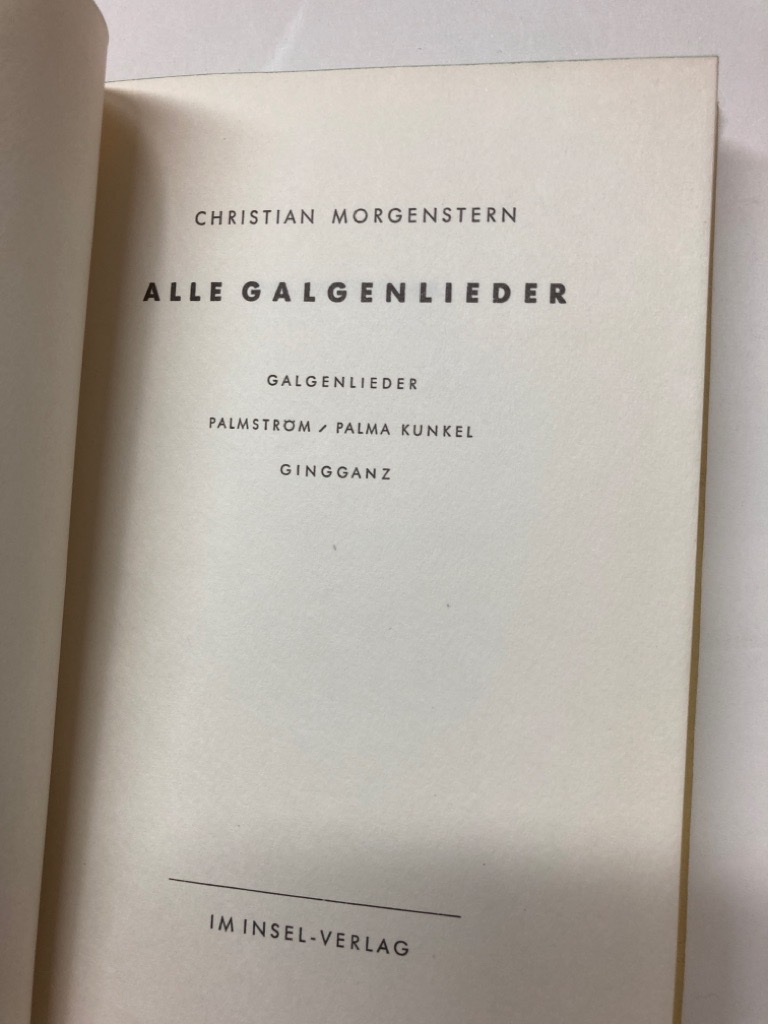 CHRISTIAN MORGENSTERN
ALLE GALGENLIEDER
GALGENLIEDER
PALMSTRÖM / PALMA KUNKEL
GINGGANZ
IM INSEL-VERLAG